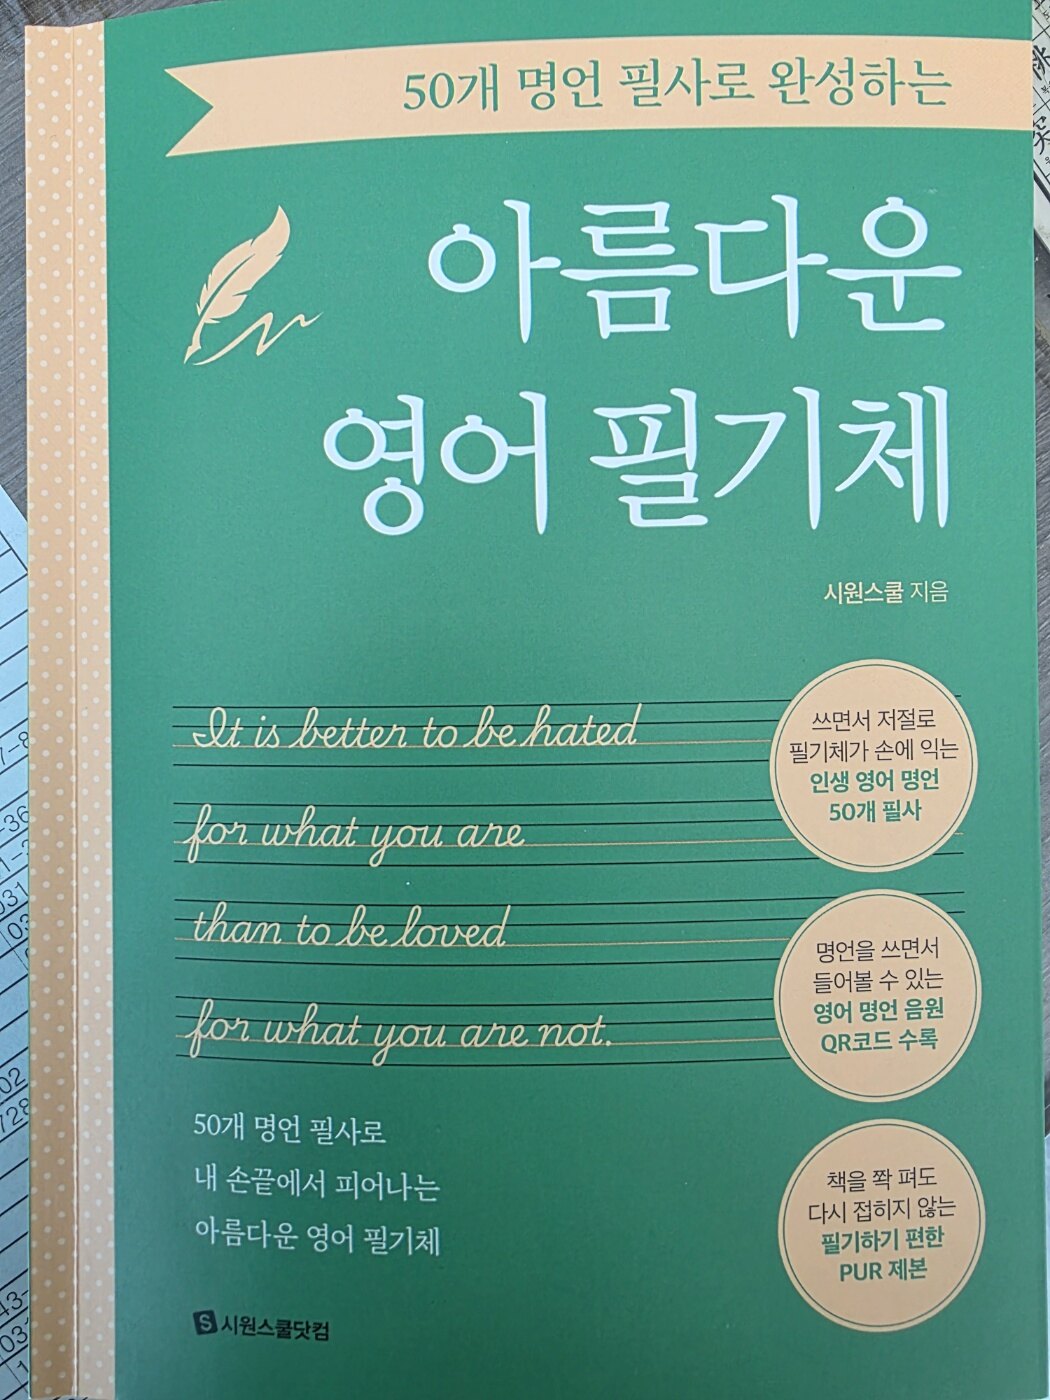 50개 명언 필사로 완성하는
아름다운
영어 필기체
시원스쿨 지음
It is better to be hated
for what you are
than to be loved
for what you are not.
쓰면서 저절로
필기체가 손에 익는
인생 영어 명언
50개 필사
명언을 쓰면서
들어볼 수 있는
영어 명언 음원
QR코드 수록
책을 쫙 펴도
다시 접히지 않는
필기하기 편한
PUR 제본
50개 명언 필사로
내 손끝에서 피어나는
아름다운 영어 필기체
S 시원스쿨닷컴